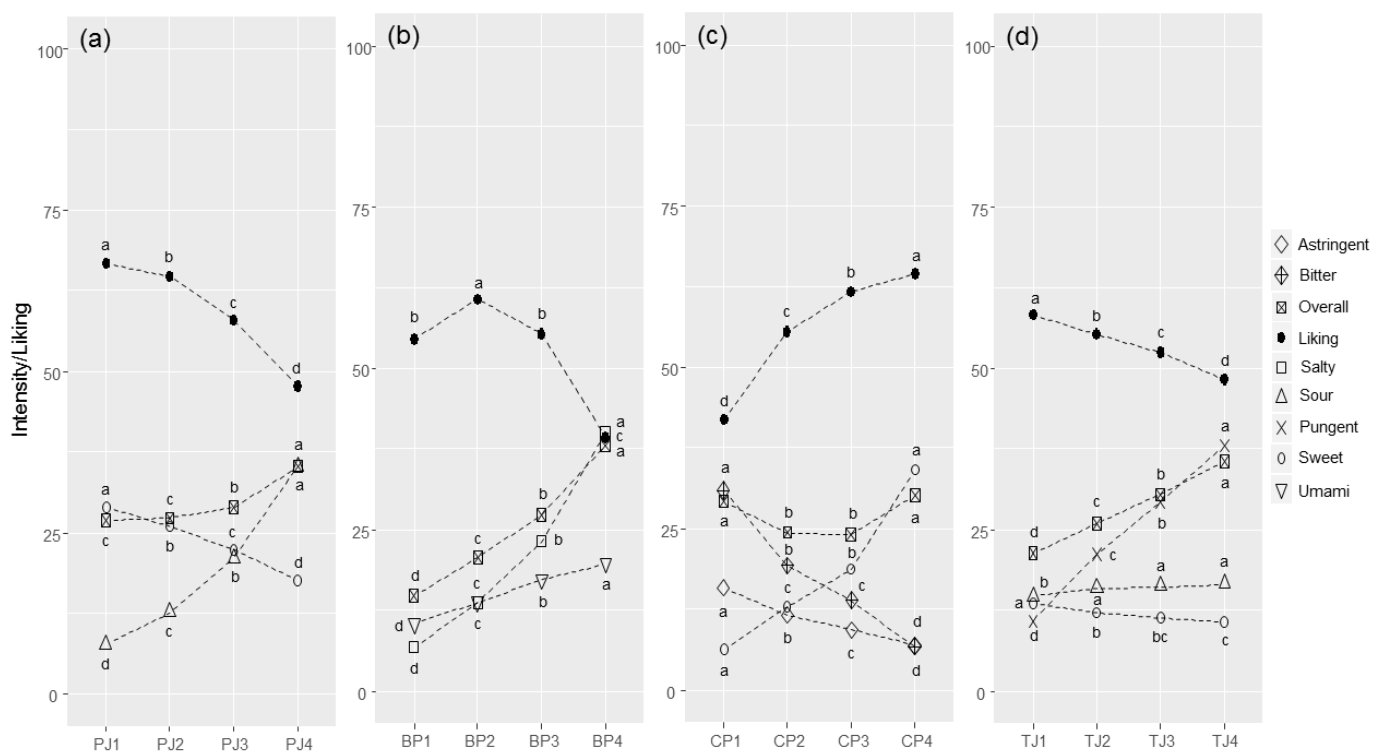 (a)
(b)
(c)
(d)
Intensity/Liking
100
75
50
25
0
a
b
c
d
a
c
b
a
a
c
c
d
c
b
b
a
d
c
PJ1
PJ2
PJ3
PJ4
100
75
50
25
0
b
a
b
a
c
a
d
c
b
b
d
c
b
a
d
BP1
BP2
BP3
BP4
100
75
50
25
0
d
c
b
a
a
b
b
a
a
b
b
a
a
c
c
d
a
b
c
d
CP1
CP2
CP3
CP4
100
75
50
25
0
a
b
c
d
d
c
b
a
c
b
a
b
a
a
a
a
d
b
bc
c
TJ1
TJ2
TJ3
TJ4
Astringent
Bitter
Overall
Liking
Salty
Sour
Pungent
Sweet
Umami